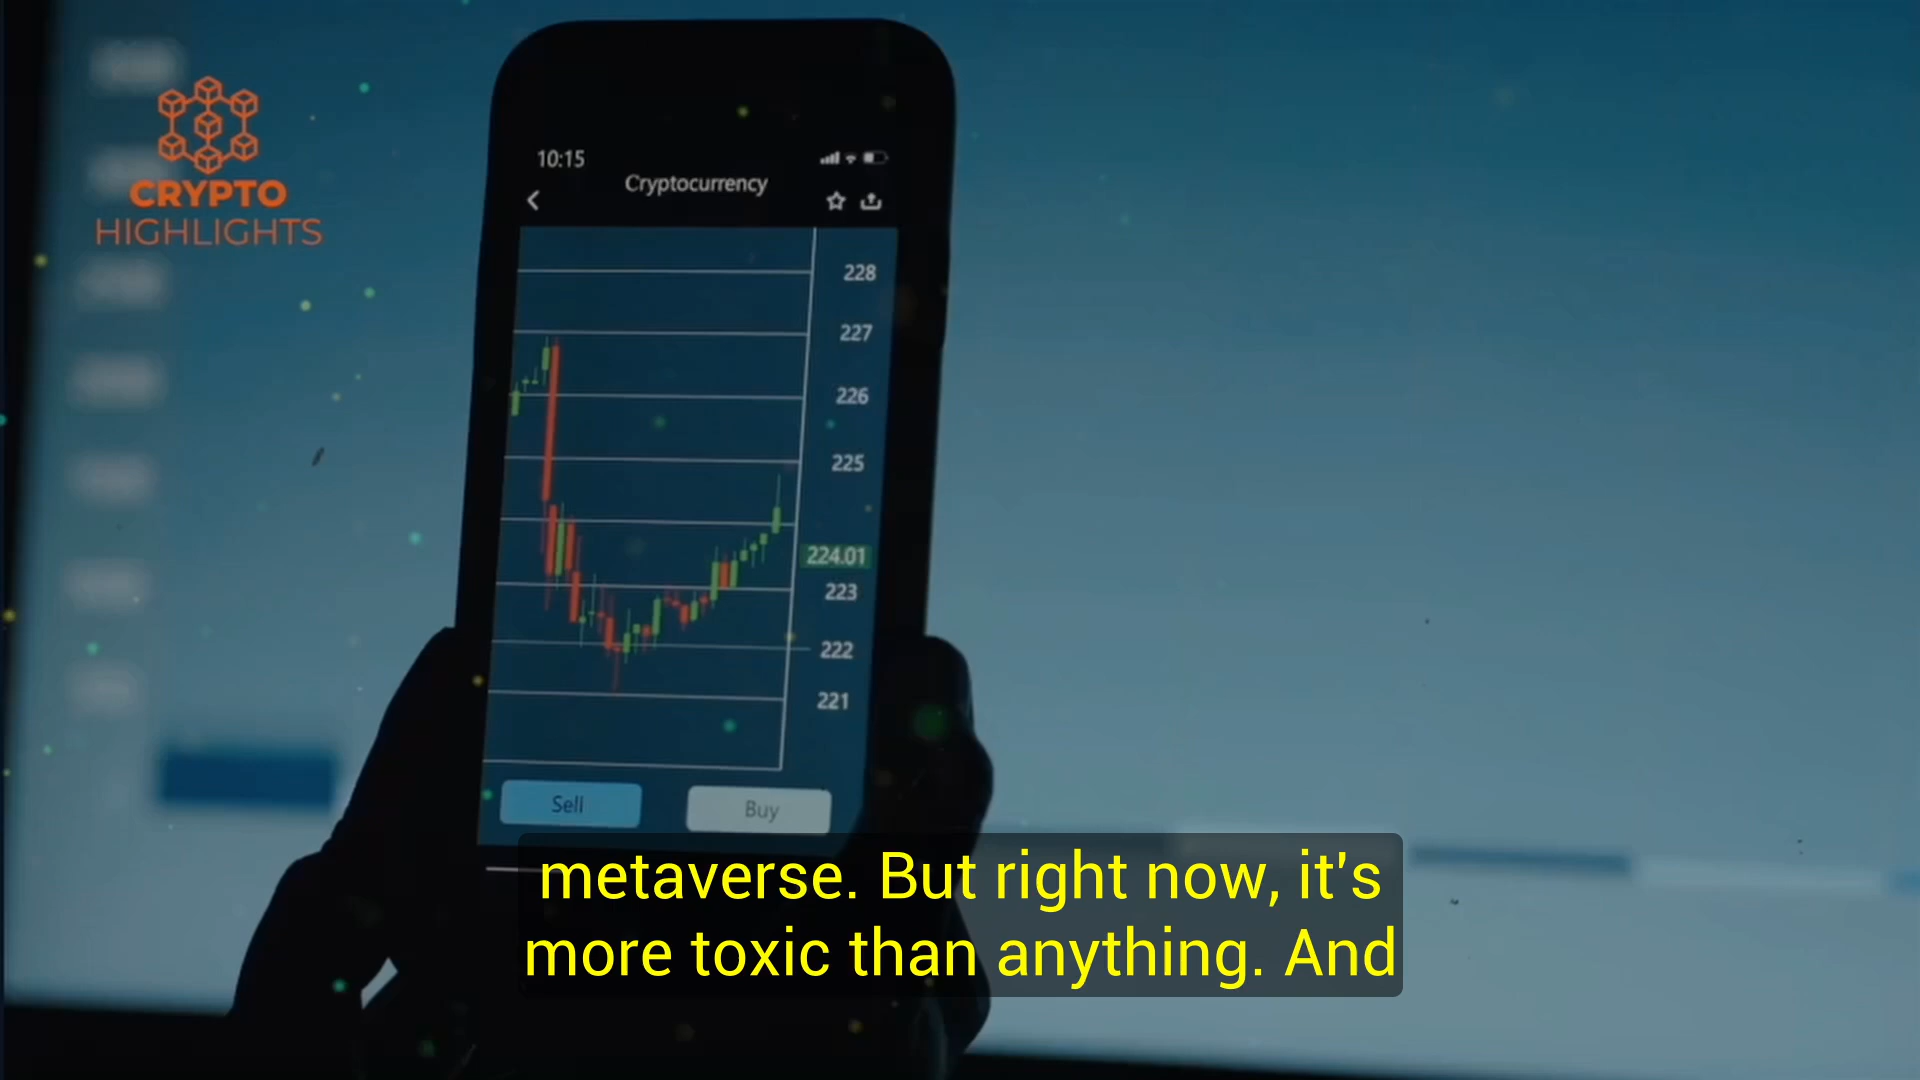 CRYPTO
HIGHLIGHTS
10:15
Cryptocurrency
228
227
226
225
224.01
223
222
221
Sell
Buy
metaverse. But right now, it's
more toxic than anything. And